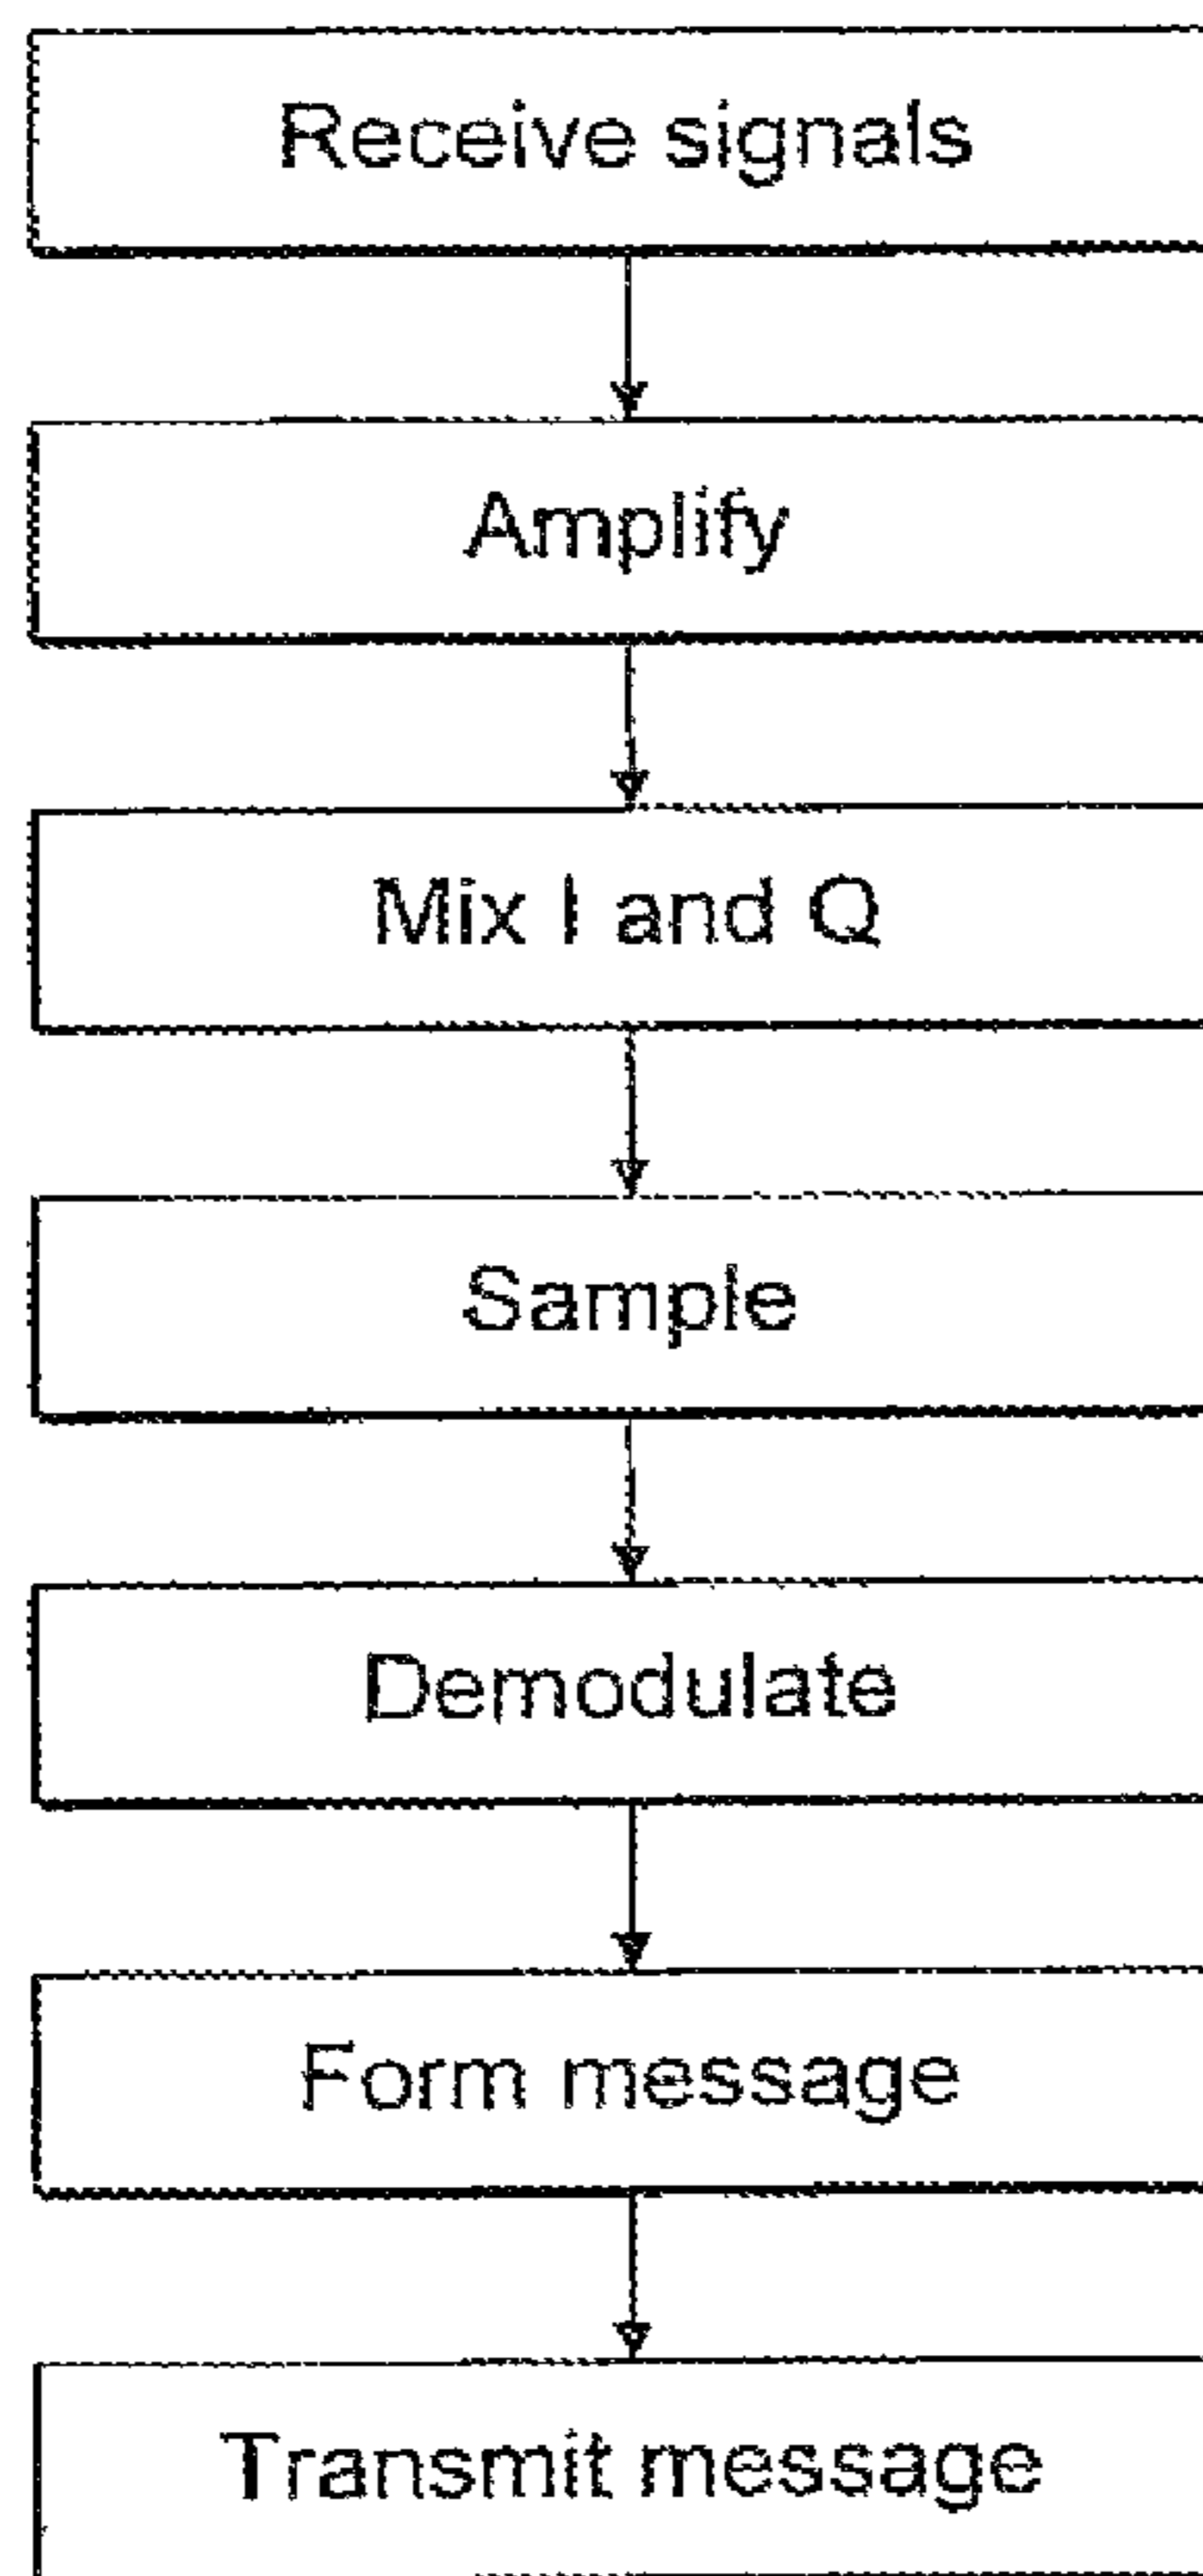 Receive signals
Amplify
Mix I and Q
Sample
Demodulate
Form message
Transmit message